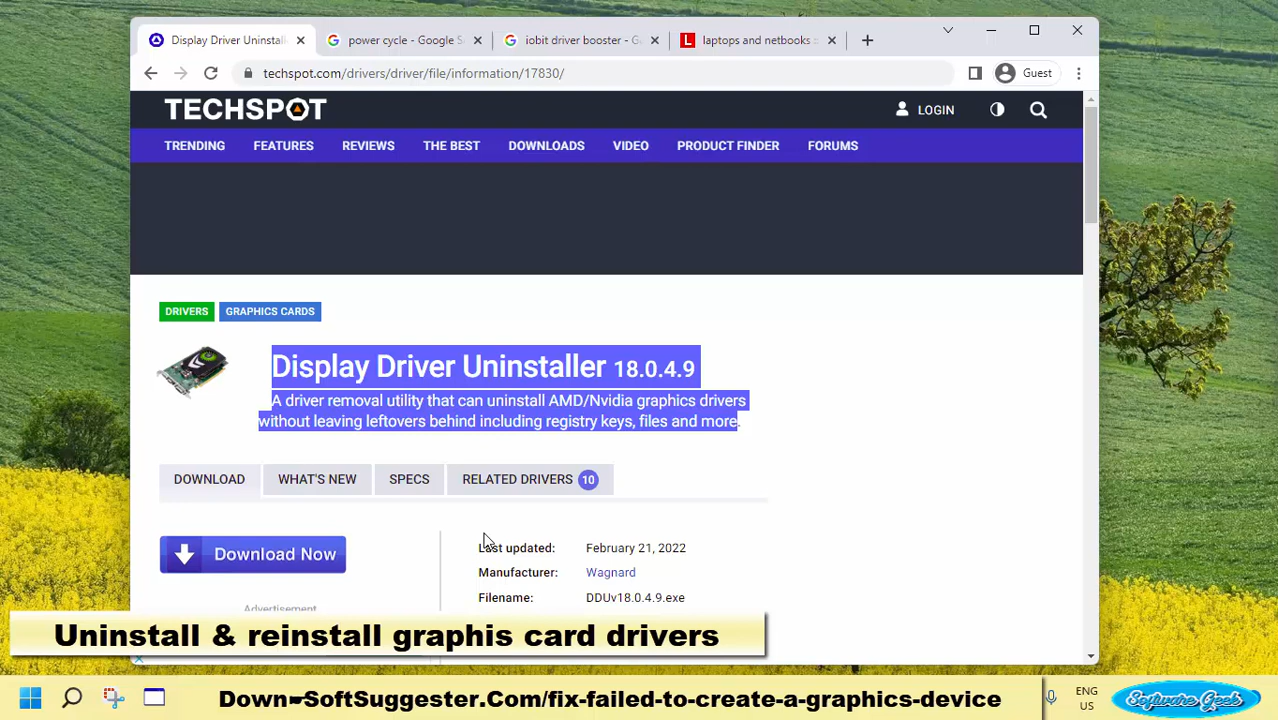 Display Driver Uninstall
power cycle - Google S
iobit driver booster - G
laptops and netbooks
techspot.com/drivers/driver/file/information/17830/
Guest
TECHSPOT
LOGIN
TRENDING
FEATURES
REVIEWS
THE BEST
DOWNLOADS
VIDEO
PRODUCT FINDER
FORUMS
DRIVERS
GRAPHICS CARDS
Display Driver Uninstaller 18.0.4.9
A driver removal utility that can uninstall AMD/Nvidia graphics drivers
without leaving leftovers behind including registry keys, files and more.
DOWNLOAD
WHAT'S NEW
SPECS
RELATED DRIVERS 10
Download Now
Last updated: February 21, 2022
Manufacturer: Wagnard
Filename: DDUv18.0.4.9.exe
Advertisement
Uninstall & reinstall graphis card drivers
Down☛SoftSuggester.Com/fix-failed-to-create-a-graphics-device
ENG
US
Software Geek